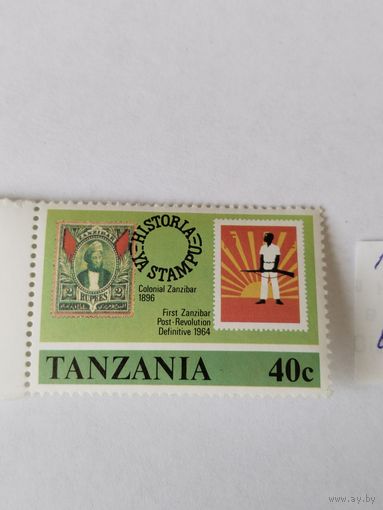 ZANZIBAR
2 2
RUPEES
HISTORIA YA STAMPU
Colonial Zanzibar
1896
First Zanzibar
Post-Revolution
Definitive 1964
TANZANIA 40c
www.ay.by